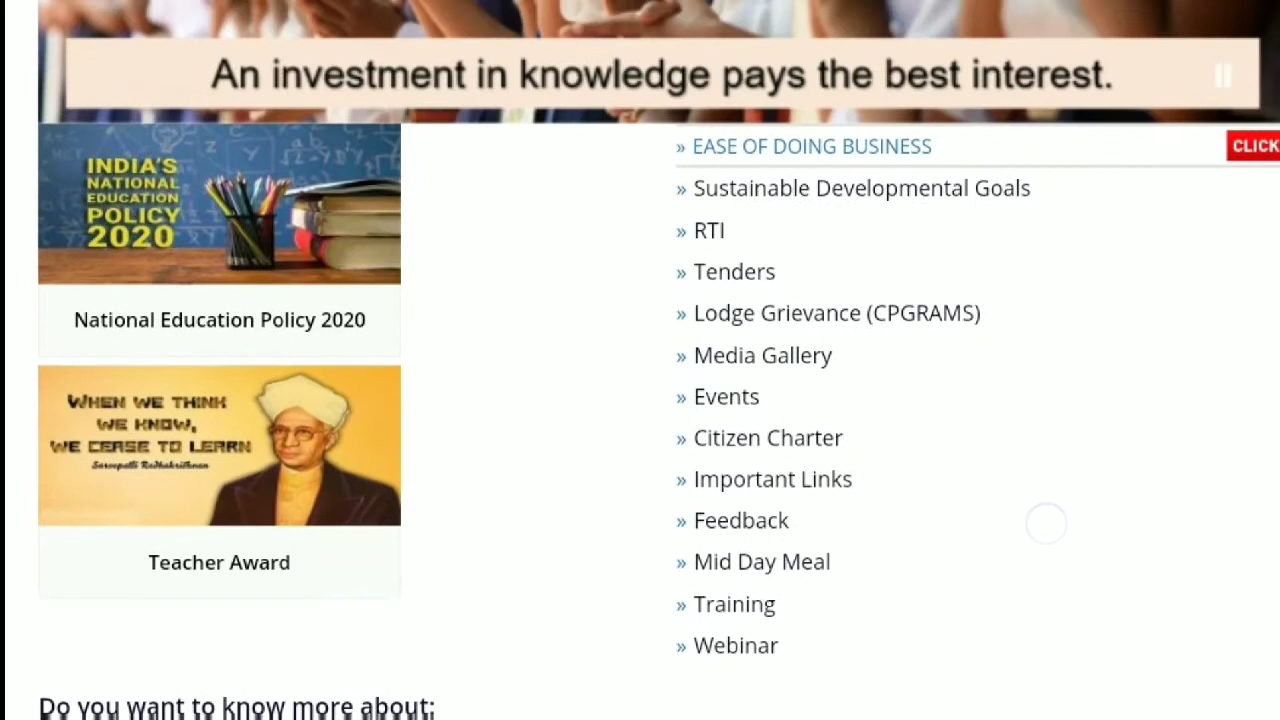 An investment in knowledge pays the best interest.
INDIA'S
NATIONAL
EDUCATION
POLICY
2020
National Education Policy 2020
WHEN WE THINK
WE KNOW,
WE CEASE TO LEARN
Sarvepalli Radhakrishnan
Teacher Award
» EASE OF DOING BUSINESS
CLICK
» Sustainable Developmental Goals
» RTI
» Tenders
» Lodge Grievance (CPGRAMS)
» Media Gallery
» Events
» Citizen Charter
» Important Links
» Feedback
» Mid Day Meal
» Training
» Webinar
Do you want to know more about: